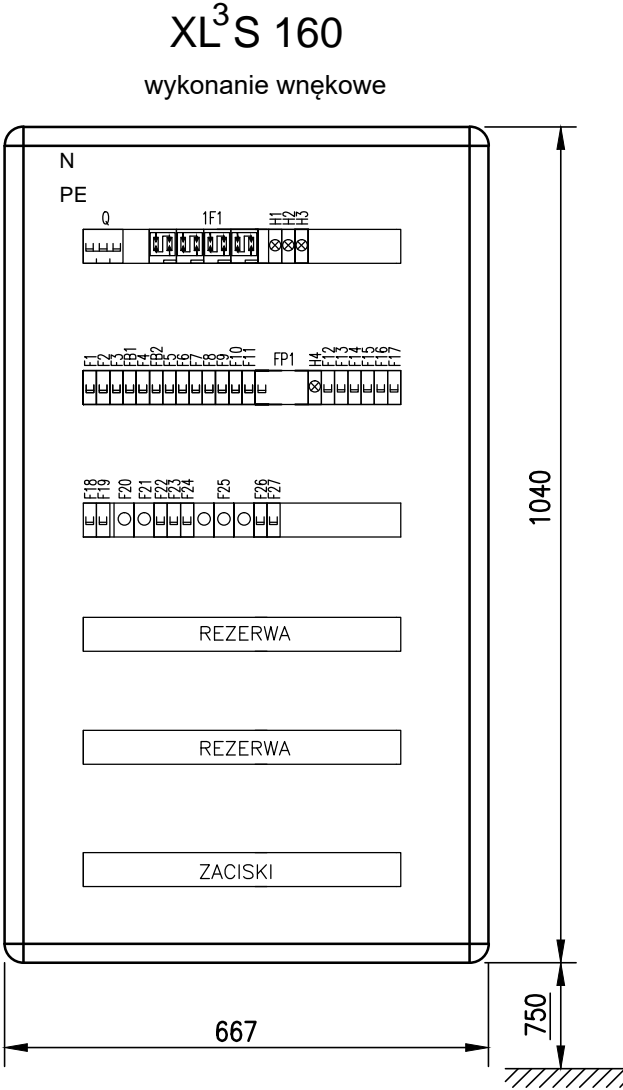 XL³S 160
wykonanie wnękowe
N
PE
Q 1F1 H1 H2 H3
F1 F2 F3 FB1 F4 FB2 F5 F6 F7 F8 F9 F10 F11 FP1 H4 F12 F13 F14 F15 F16 F17
F18 F19 F20 F21 F22 F23 F24 F25 F26 F27
1040
REZERWA
REZERWA
ZACISKI
750
667